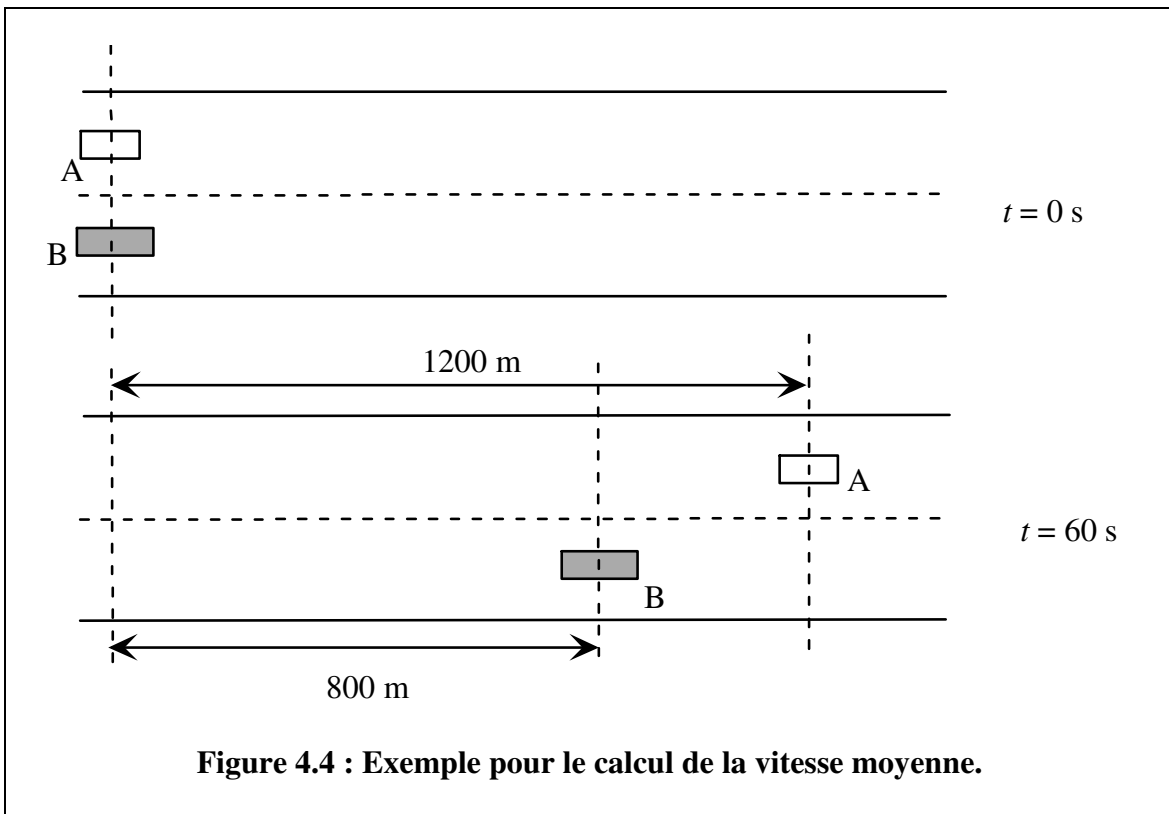 A
t = 0 s
B
1200 m
A
t = 60 s
B
800 m
Figure 4.4 : Exemple pour le calcul de la vitesse moyenne.